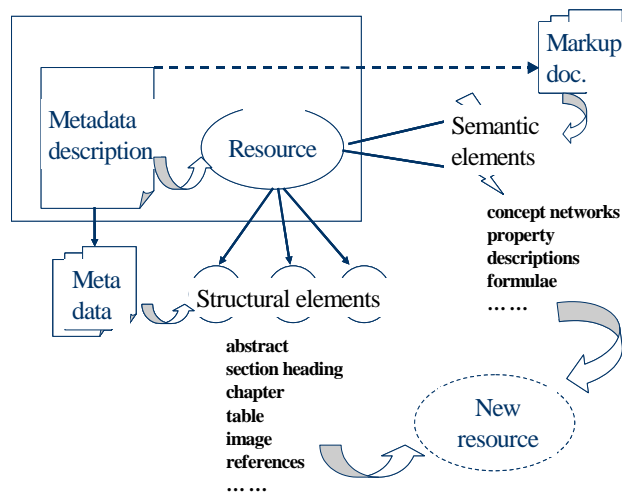 Markup
doc.
Metadata
description
Resource
Semantic
elements
concept networks
property
descriptions
formulae
... ...
Meta
data
Structural elements
abstract
section heading
chapter
table
image
references
... ...
New
resource